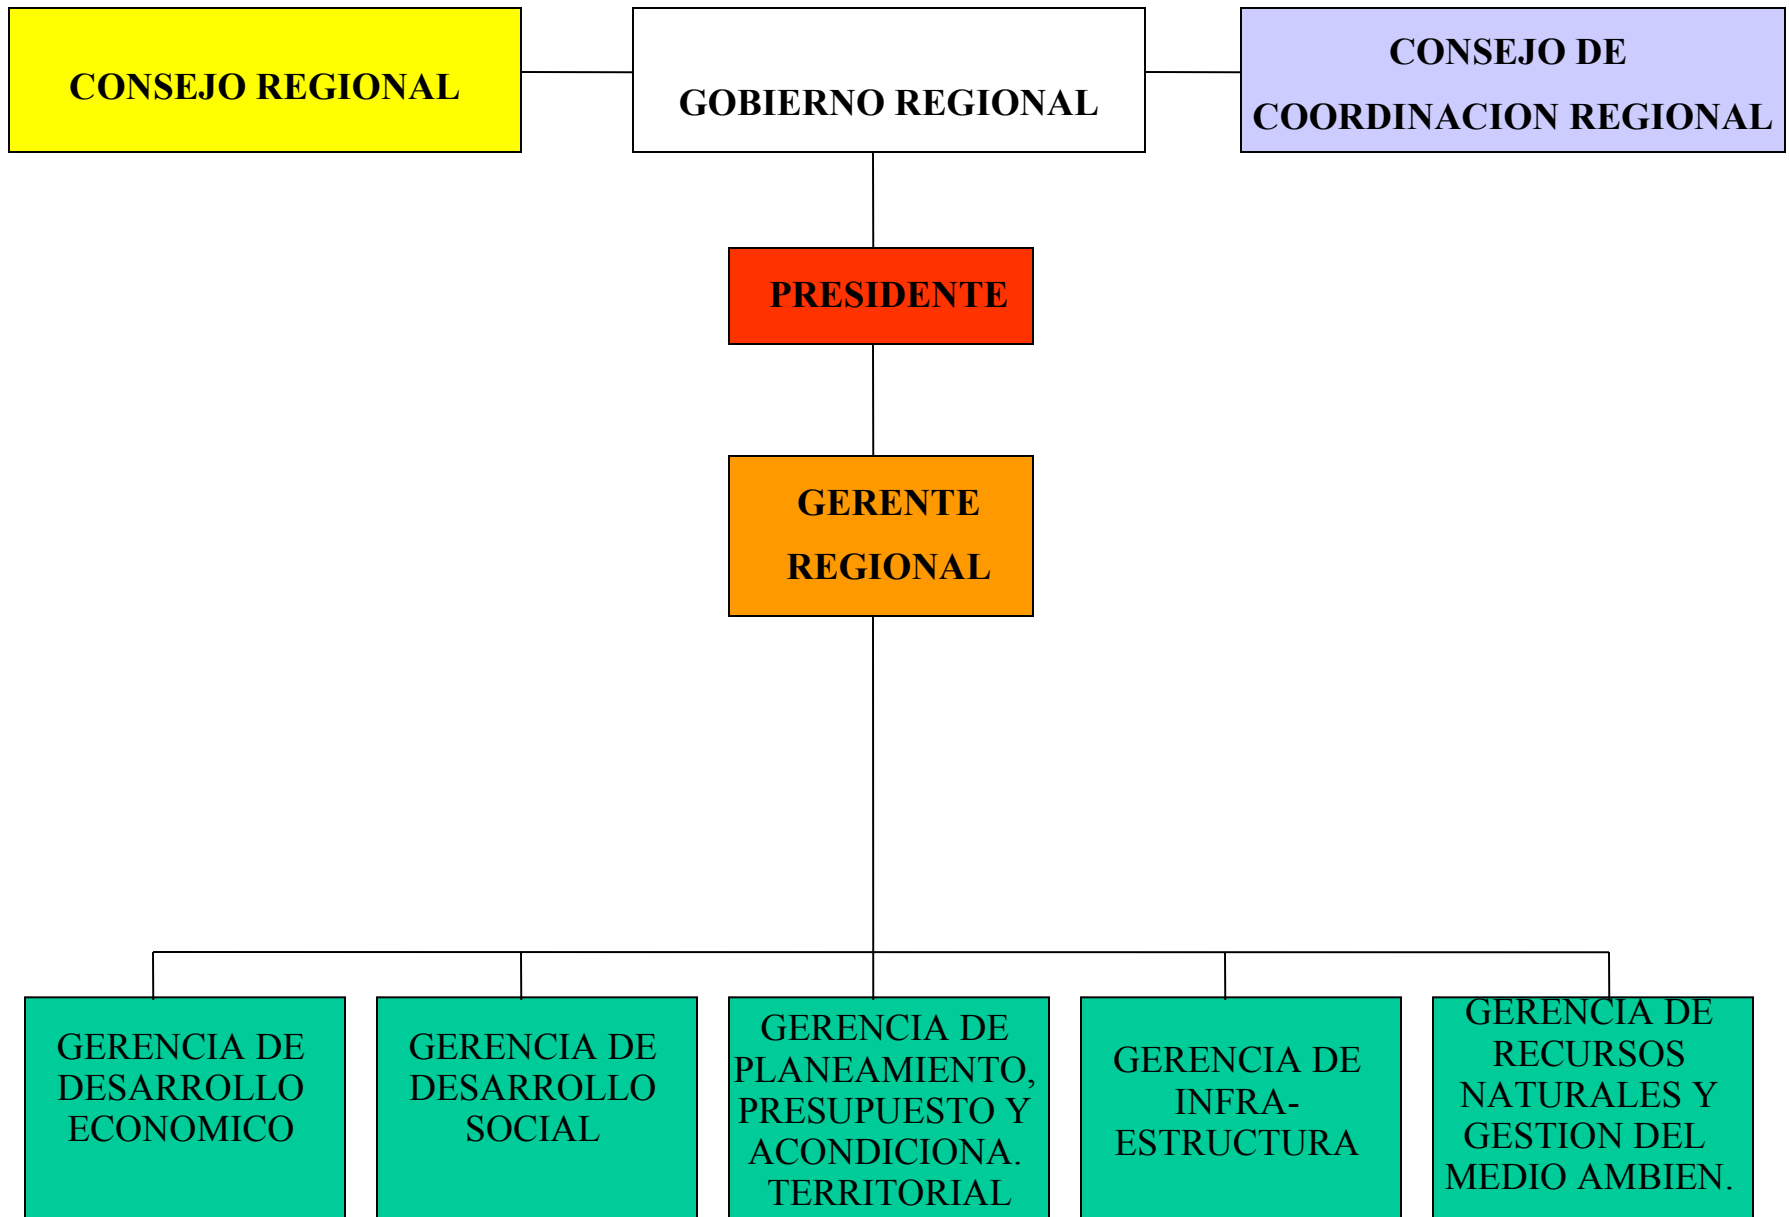 CONSEJO REGIONAL
GOBIERNO REGIONAL
CONSEJO DE
COORDINACION REGIONAL
PRESIDENTE
GERENTE
REGIONAL
GERENCIA DE
DESARROLLO
ECONOMICO
GERENCIA DE
DESARROLLO
SOCIAL
GERENCIA DE
PLANEAMIENTO,
PRESUPUESTO Y
ACONDICIONA.
TERRITORIAL
GERENCIA DE
INFRA-
ESTRUCTURA
GERENCIA DE
RECURSOS
NATURALES Y
GESTION DEL
MEDIO AMBIEN.